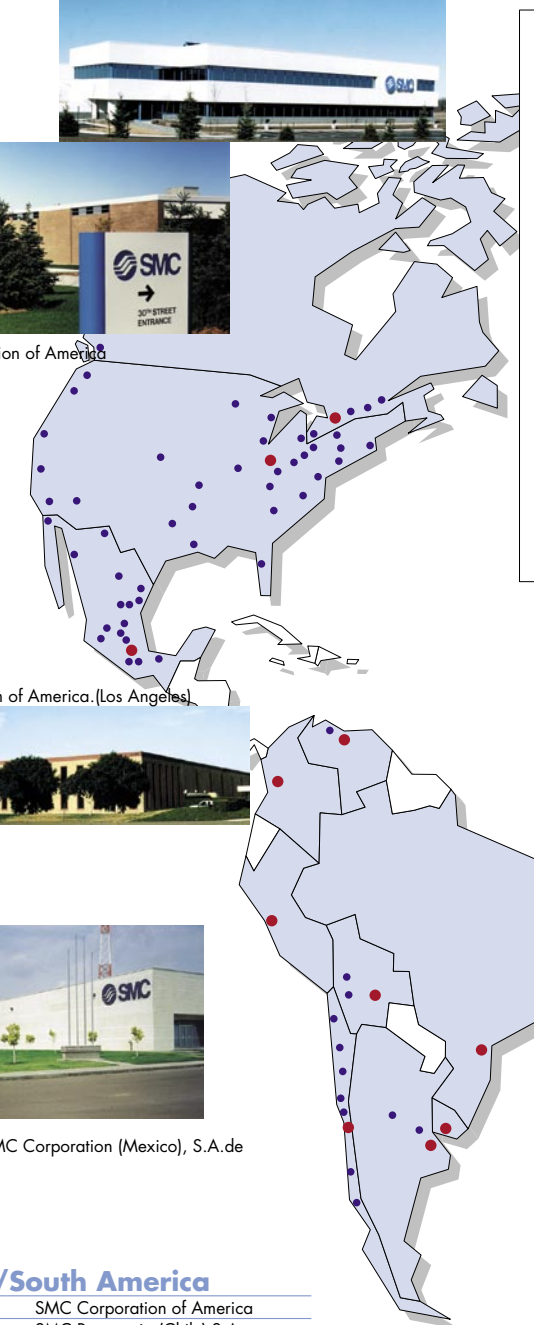 SMC
SMC
30TH STREET
ENTRANCE
ion of America
n of America.(Los Angeles)
SMC
MC Corporation (Mexico), S.A.de
/South America
SMC Corporation of America